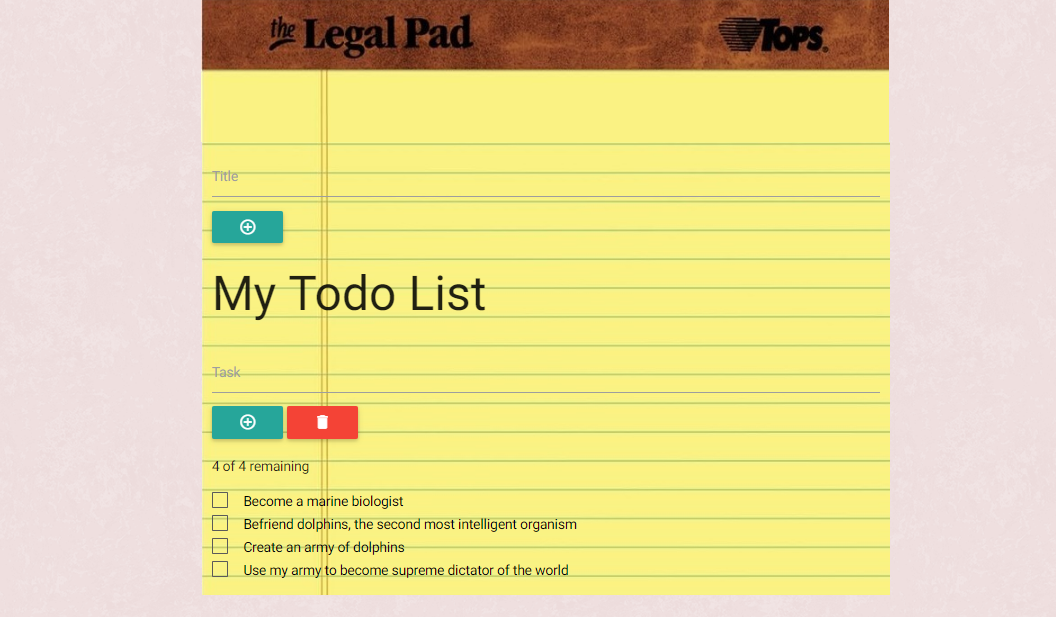 the Legal Pad
TOPS®
Title
My Todo List
Task
4 of 4 remaining
Become a marine biologist
Befriend dolphins, the second most intelligent organism
Create an army of dolphins
Use my army to become supreme dictator of the world